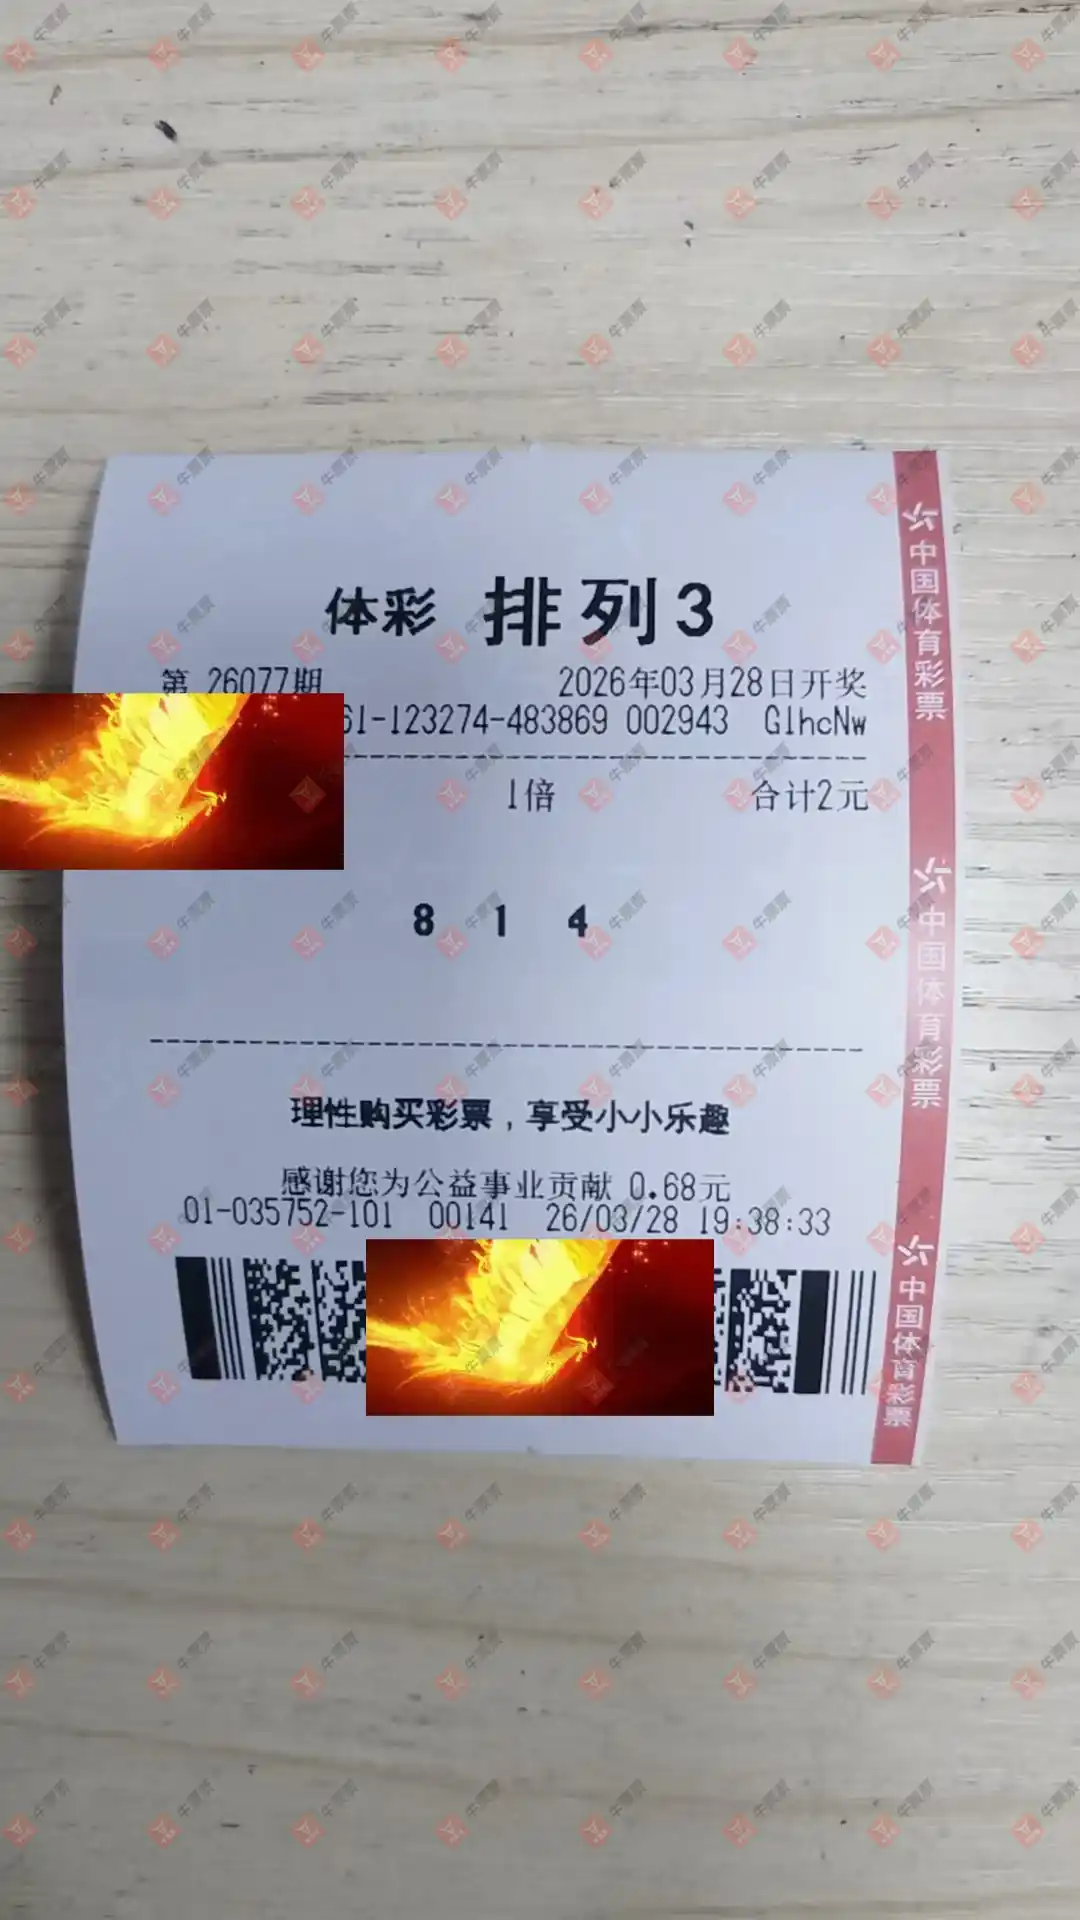 体彩 排列3
第 26077期 2026年03月28日开奖
61-123274-483869 002943 G1hcNw
1倍 合计2元
8 1 4
理性购买彩票，享受小小乐趣
感谢您为公益事业贡献 0.68元
01-035752-101 00141 26/03/28 19:38:33
中国体育彩票
中国体育彩票
中国体育彩票
牛票票